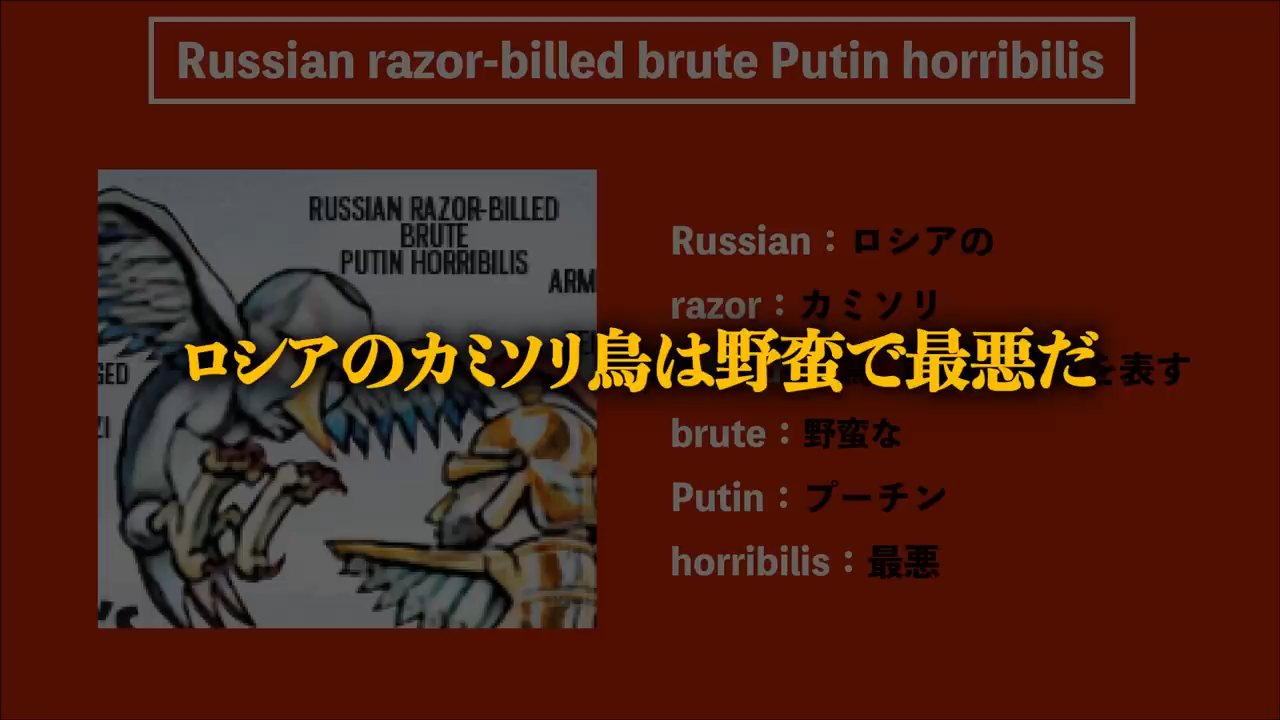 Russian razor-billed brute Putin horribilis
RUSSIAN RAZOR-BILLED
BRUTE
PUTIN HORRIBILIS
ARM
GED
ZI
's
Russian：ロシアの
razor：カミソリ
を表す
brute：野蛮な
Putin：プーチン
horribilis：最悪
ロシアのカミソリ鳥は野蛮で最悪だ